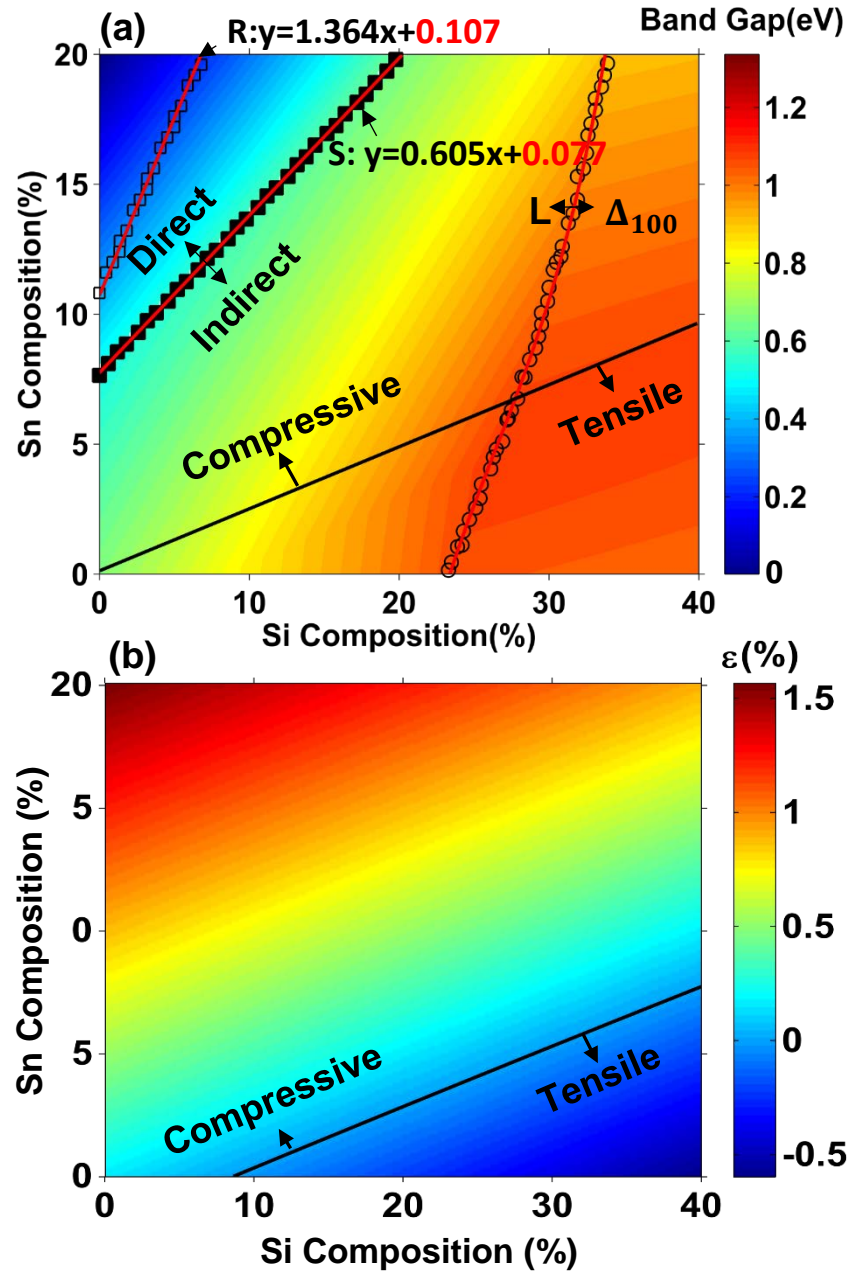 (a)
R:y=1.364x+0.107
Band Gap(eV)
20
15
10
5
0
Sn Composition(%)
S: y=0.605x+0.077
Direct
Indirect
L
Δ100
Compressive
Tensile
1.2
1
0.8
0.6
0.4
0.2
0
0
10
20
30
40
Si Composition(%)
(b)
ε(%)
20
5
0
5
0
Sn Composition (%)
Compressive
Tensile
1.5
1
0.5
0
-0.5
0
10
20
30
40
Si Composition (%)